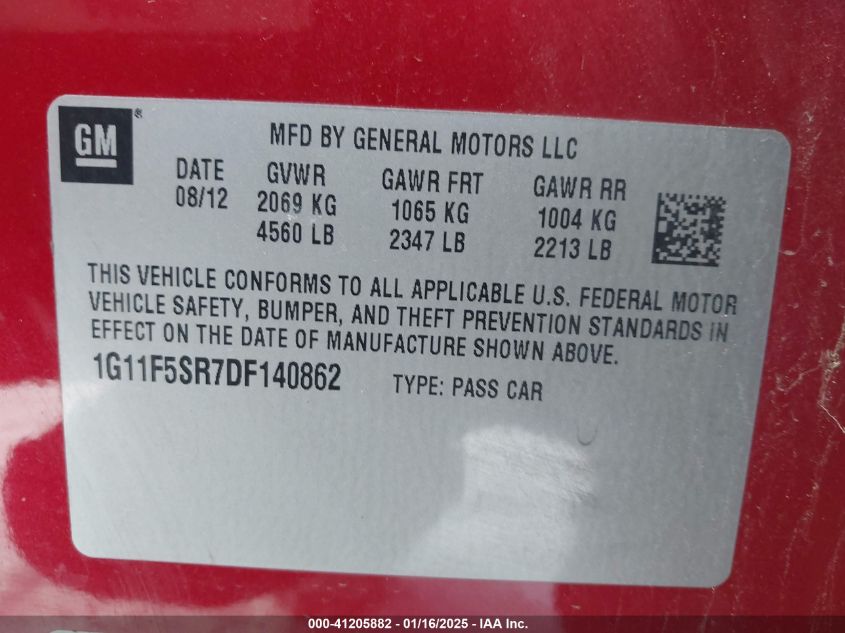 GM®
MFD BY GENERAL MOTORS LLC
DATE GVWR GAWR FRT GAWR RR
08/12 2069 KG 1065 KG 1004 KG
4560 LB 2347 LB 2213 LB
THIS VEHICLE CONFORMS TO ALL APPLICABLE U.S. FEDERAL MOTOR
VEHICLE SAFETY, BUMPER, AND THEFT PREVENTION STANDARDS IN
EFFECT ON THE DATE OF MANUFACTURE SHOWN ABOVE.
1G11F5SR7DF140862 TYPE: PASS CAR
000-41205882 - 01/16/2025 - IAA Inc.